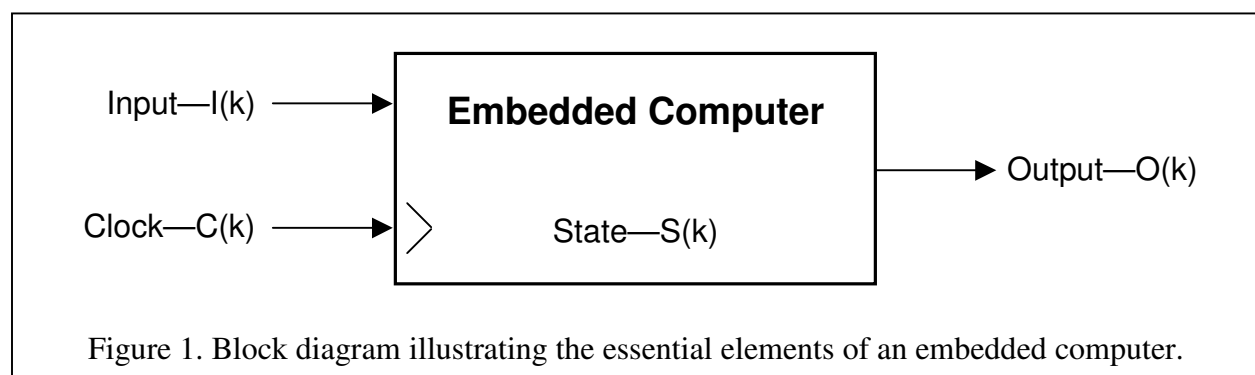 Input—I(k)
Embedded Computer
Output—O(k)
Clock—C(k)
State—S(k)
Figure 1. Block diagram illustrating the essential elements of an embedded computer.